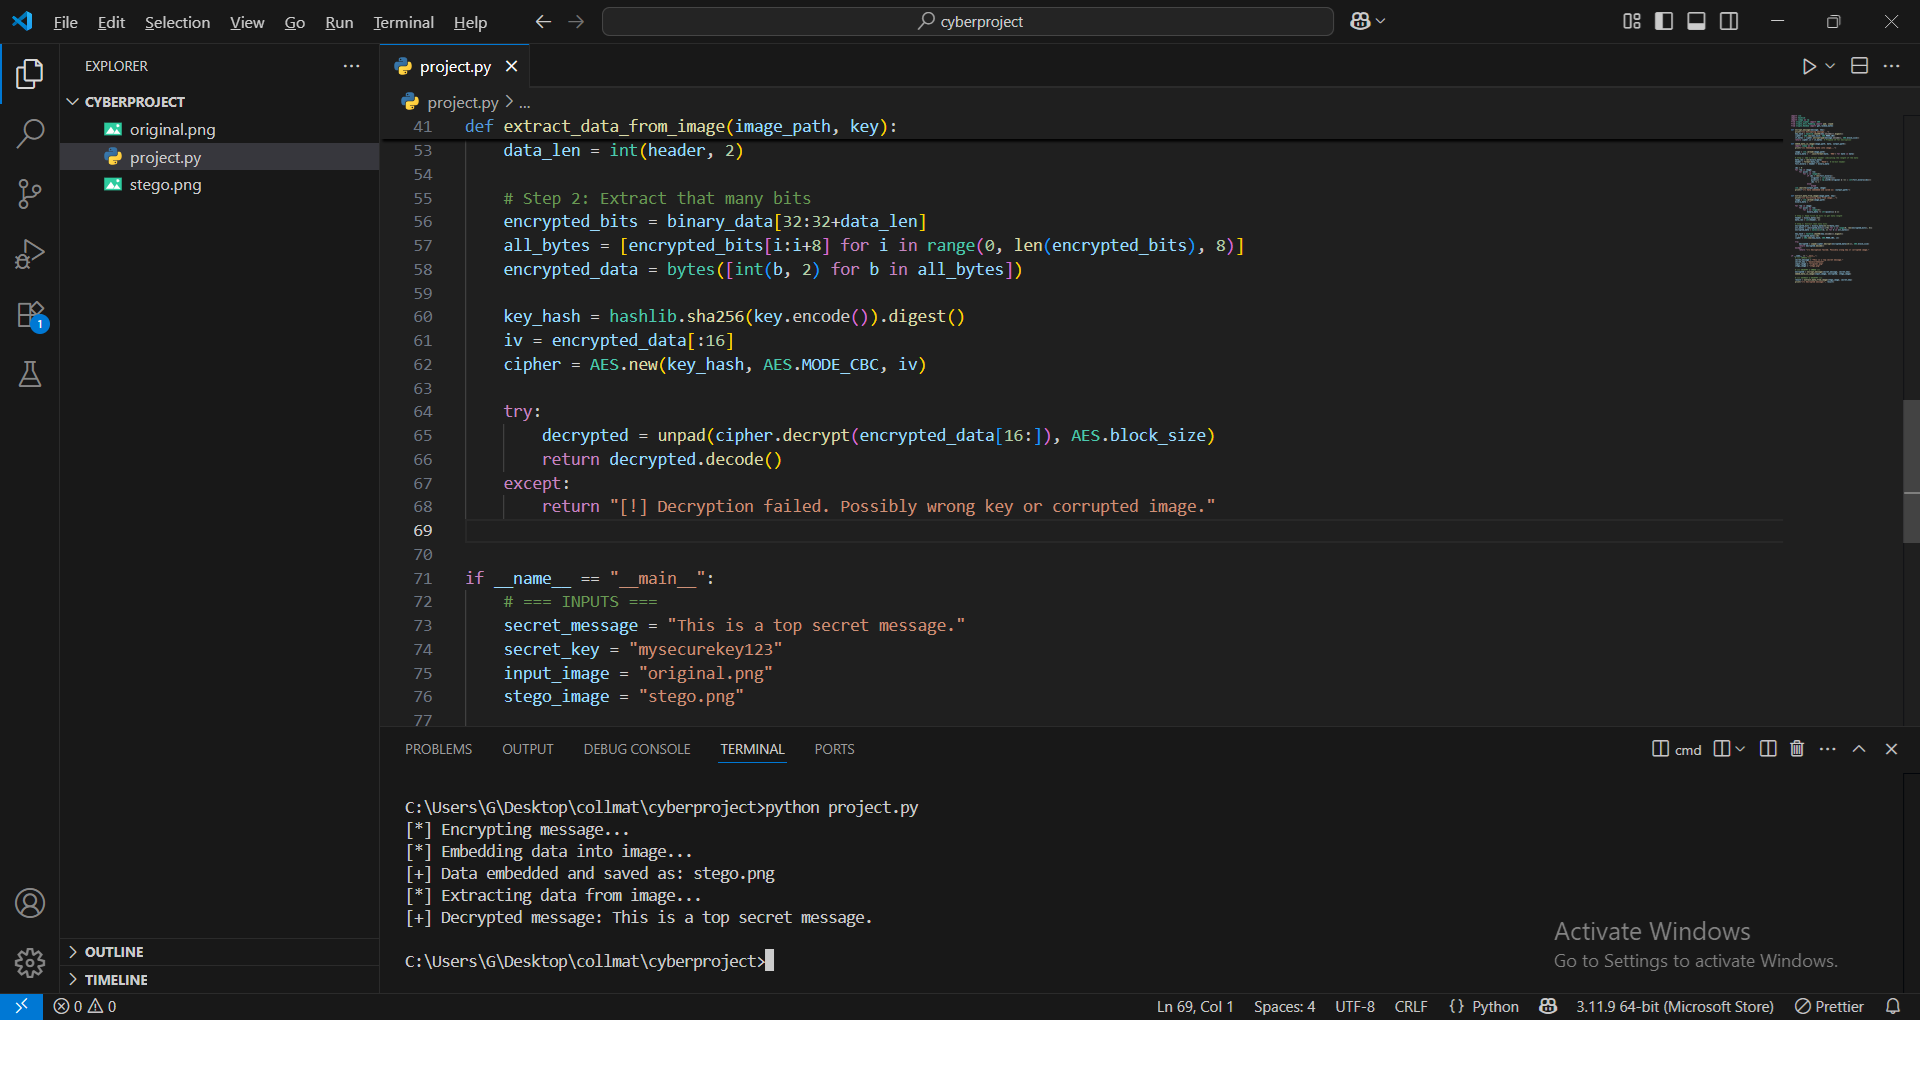 File Edit Selection View Go Run Terminal Help
cyberproject
EXPLORER
CYBERPROJECT
original.png
project.py
stego.png
OUTLINE
TIMELINE
project.py
project.py > ...
41 def extract_data_from_image(image_path, key):
53 data_len = int(header, 2)
54
55 # Step 2: Extract that many bits
56 encrypted_bits = binary_data[32:32+data_len]
57 all_bytes = [encrypted_bits[i:i+8] for i in range(0, len(encrypted_bits), 8)]
58 encrypted_data = bytes([int(b, 2) for b in all_bytes])
59
60 key_hash = hashlib.sha256(key.encode()).digest()
61 iv = encrypted_data[:16]
62 cipher = AES.new(key_hash, AES.MODE_CBC, iv)
63
64 try:
65 decrypted = unpad(cipher.decrypt(encrypted_data[16:]), AES.block_size)
66 return decrypted.decode()
67 except:
68 return "[!] Decryption failed. Possibly wrong key or corrupted image."
69
70
71 if __name__ == "__main__":
72 # === INPUTS ===
73 secret_message = "This is a top secret message."
74 secret_key = "mysecurekey123"
75 input_image = "original.png"
76 stego_image = "stego.png"
77
PROBLEMS OUTPUT DEBUG CONSOLE TERMINAL PORTS
cmd
C:\Users\G\Desktop\collmat\cyberproject>python project.py
[*] Encrypting message...
[*] Embedding data into image...
[+] Data embedded and saved as: stego.png
[*] Extracting data from image...
[+] Decrypted message: This is a top secret message.
C:\Users\G\Desktop\collmat\cyberproject>
Activate Windows
Go to Settings to activate Windows.
1
0 0
Ln 69, Col 1 Spaces: 4 UTF-8 CRLF {} Python 3.11.9 64-bit (Microsoft Store) Prettier